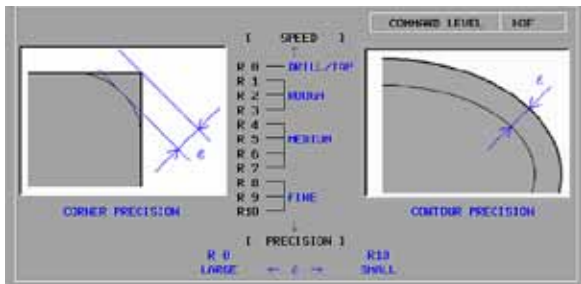 COMMAND LEVEL
[ SPEED ]
R 0 DRILL/TAP
R 1
R 2 ROUGH
R 3
R 4
R 5 MEDIUM
R 6
R 7
R 8
R 9 FINE
R10
[ PRECISION ]
ε
CORNER PRECISION
ε
CONTOUR PRECISION
R 0 R10
LARGE ← ε → SMALL